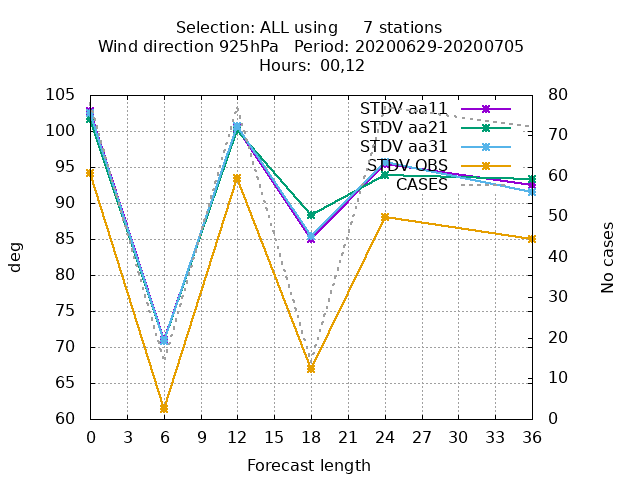 Selection: ALL using     7 stations
Wind direction 925hPa   Period: 20200629-20200705
Hours:  00,12
105
100
95
90
85
80
75
70
65
60
deg
80
70
60
50
40
30
20
10
0
No cases
STDV aa11
STDV aa21
STDV aa31
STDV OBS
CASES
0 3 6 9 12 15 18 21 24 27 30 33 36
Forecast length